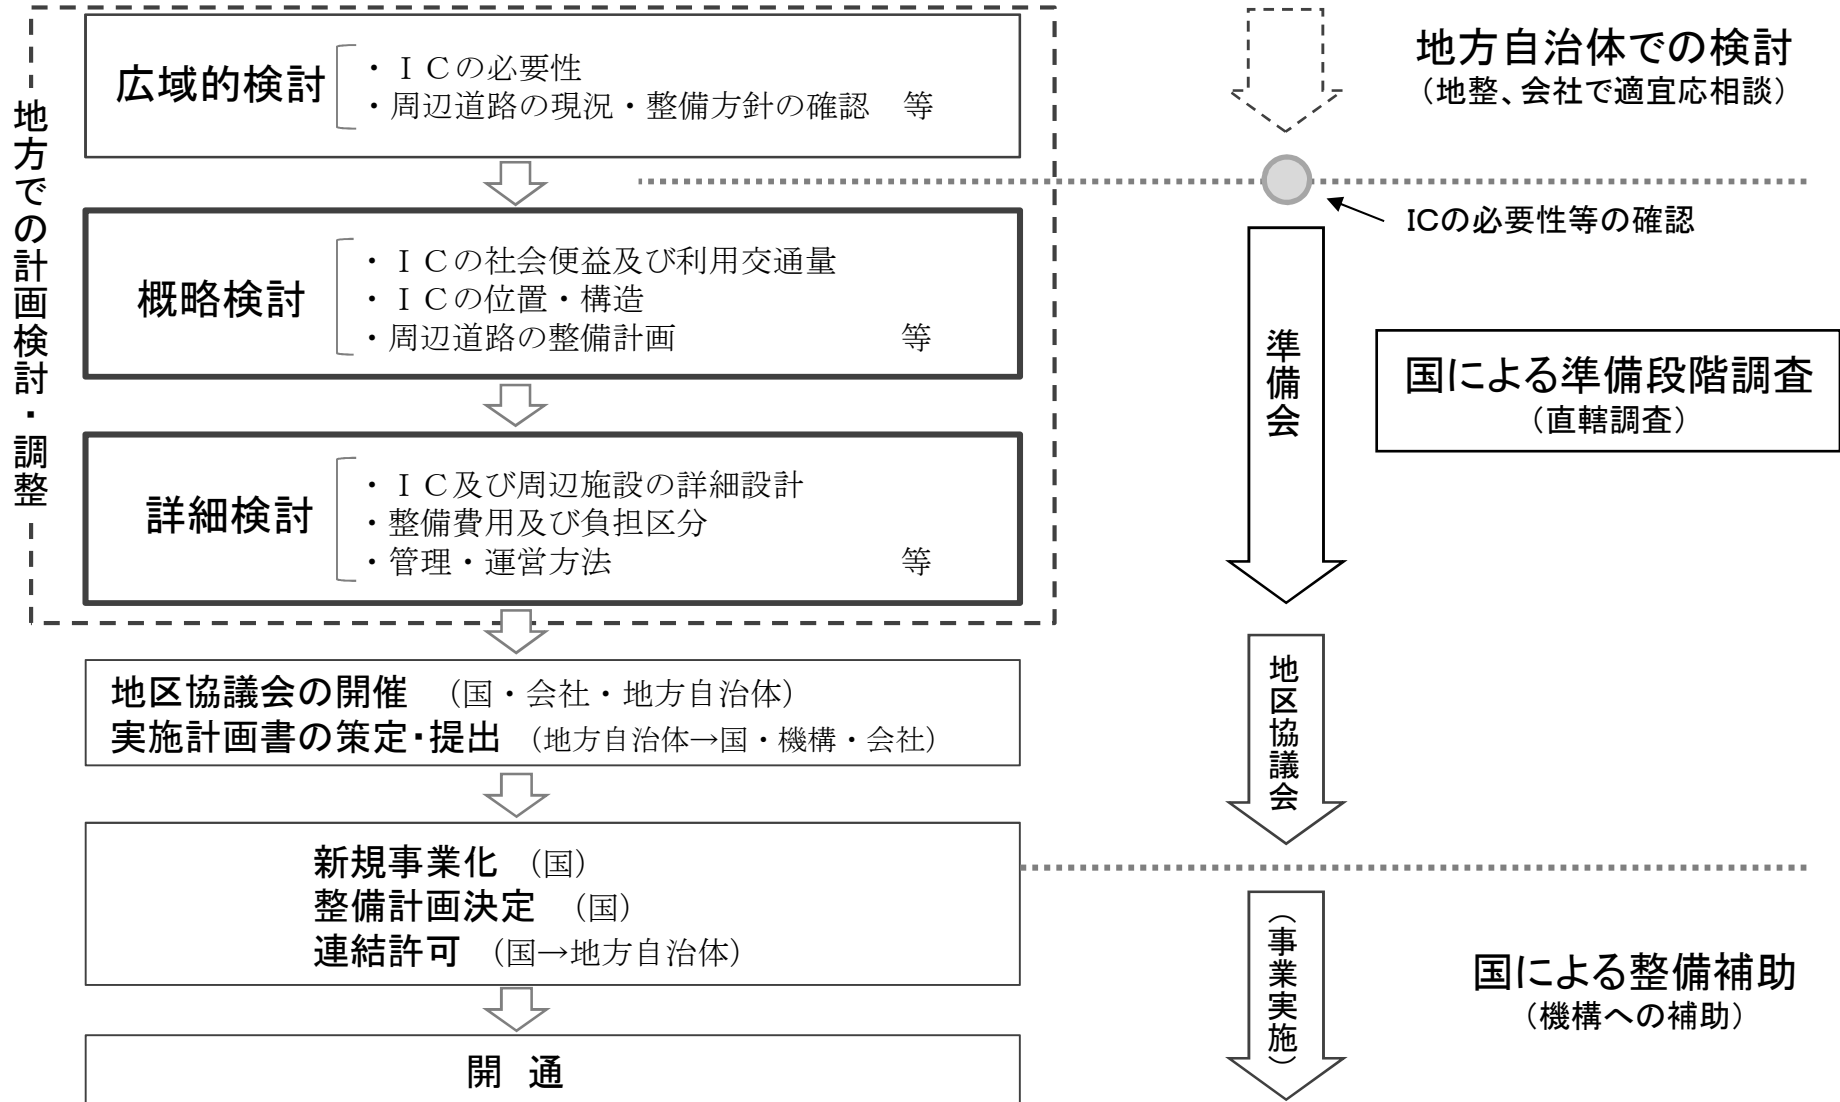 地方での計画検討・調整
広域的検討
・ＩＣの必要性
・周辺道路の現況・整備方針の確認　等
概略検討
・ＩＣの社会便益及び利用交通量
・ＩＣの位置・構造
・周辺道路の整備計画　等
詳細検討
・ＩＣ及び周辺施設の詳細設計
・整備費用及び負担区分
・管理・運営方法　等
地区協議会の開催　（国・会社・地方自治体）
実施計画書の策定・提出　（地方自治体→国・機構・会社）
新規事業化　（国）
整備計画決定　（国）
連結許可　（国→地方自治体）
開　通
地方自治体での検討
（地整、会社で適宜応相談）
ICの必要性等の確認
準備会
国による準備段階調査
（直轄調査）
地区協議会
（事業実施）
国による整備補助
（機構への補助）